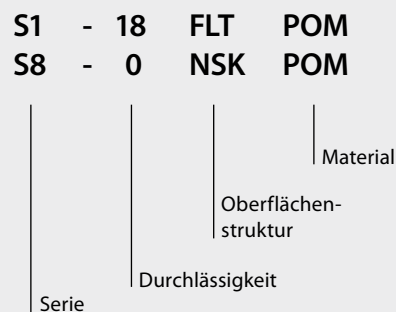 S1 - 18 FLT POM
S8 - 0 NSK POM
Material
Oberflächen-
struktur
Durchlässigkeit
Serie